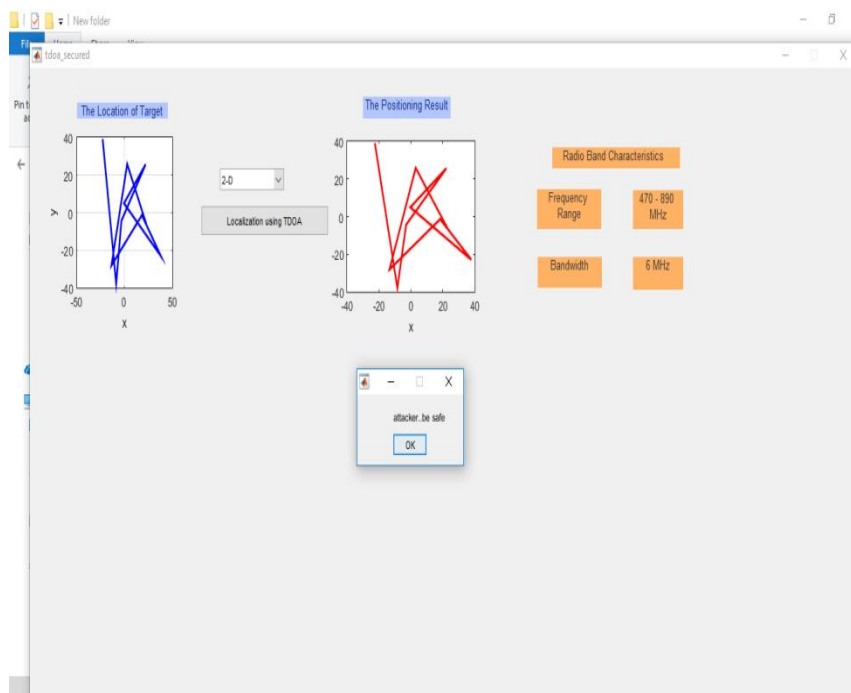 New folder
tdoa_secured
The Location of Target
The Positioning Result
Radio Band Characteristics
2-D
Localization using TDOA
Frequency
Range
470 - 890
MHz
Bandwidth
6 MHz
40
20
0
-20
-40
y
-50
0
50
x
40
20
0
-20
-40
-40
-20
0
20
40
x
attacker..be safe
OK